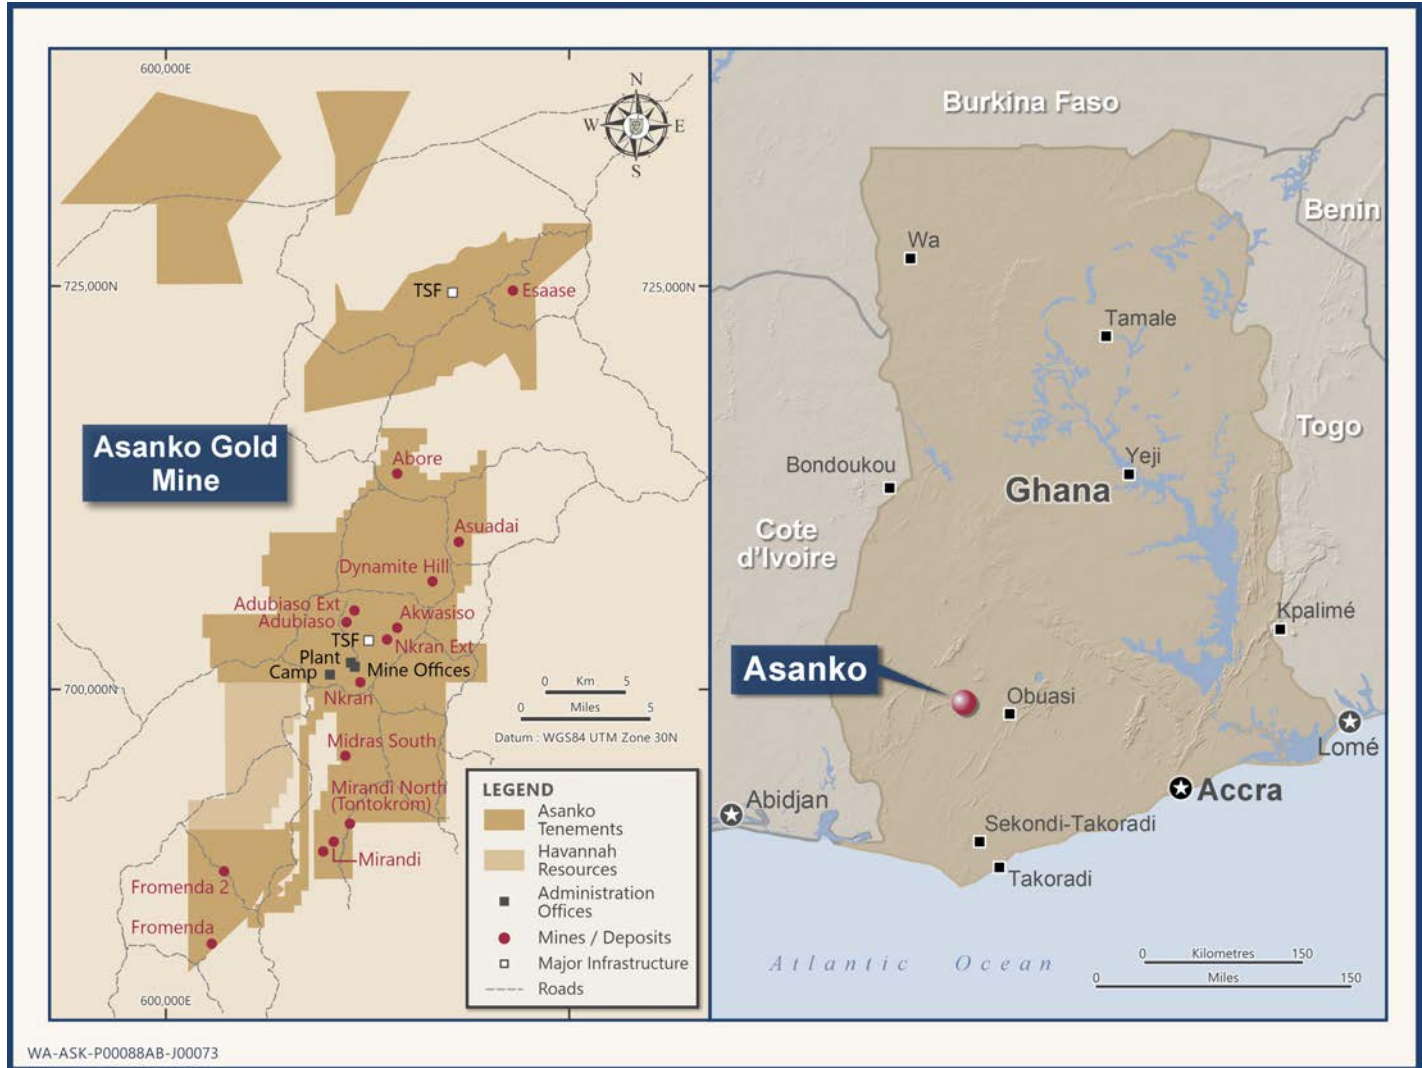 600,000E
N
W
E
S
725,000N
725,000N
TSF
Esaase
Asanko Gold
Mine
Abore
Asuadai
Dynamite Hill
Adubiaso Ext
Adubiaso
Akwasiso
TSF
Nkran Ext
Plant
Camp
Mine Offices
Nkran
700,000N
0 Km 5
0 Miles 5
Datum : WGS84 UTM Zone 30N
Midras South
Mirandi North
(Tontokrom)
Mirandi
Fromenda 2
Fromenda
600,000E
LEGEND
Asanko
Tenements
Havannah
Resources
Administration
Offices
Mines / Deposits
Major Infrastructure
Roads
Burkina Faso
Benin
Wa
Tamale
Togo
Yeji
Bondoukou
Ghana
Cote
d'Ivoire
Kpalimé
Asanko
Obuasi
Lomé
Accra
Abidjan
Sekondi-Takoradi
Takoradi
Atlantic Ocean
0 Kilometres 150
0 Miles 150
WA-ASK-P00088AB-J00073